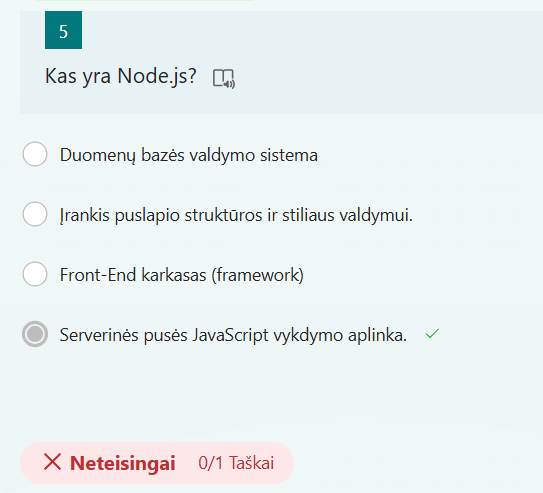 5
Kas yra Node.js?
Duomenų bazės valdymo sistema
Įrankis puslapio struktūros ir stiliaus valdymui.
Front-End karkasas (framework)
Serverinės pusės JavaScript vykdymo aplinka.
Neteisingai 0/1 Taškai